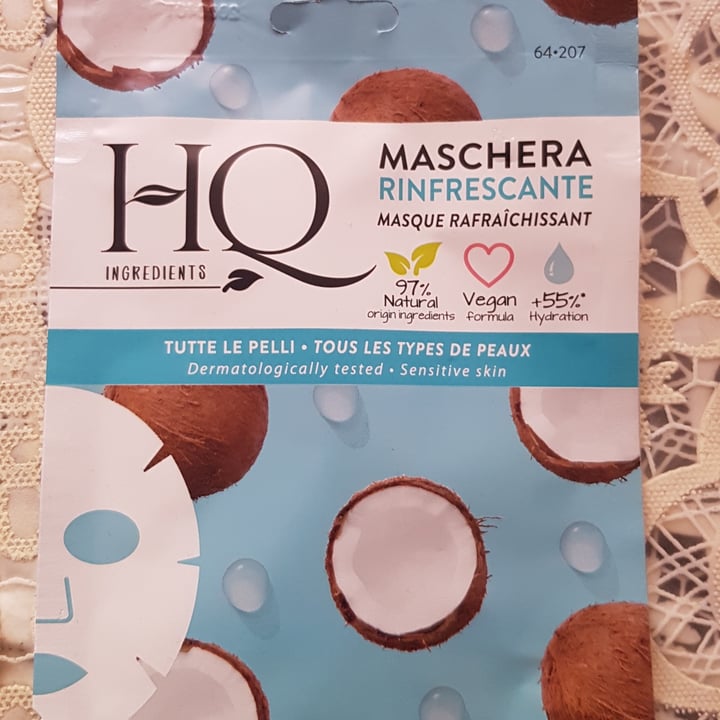 64•207
HQ
INGREDIENTS
MASCHERA
RINFRESCANTE
MASQUE RAFRAÎCHISSANT
97%
Natural
origin ingredients
Vegan
formula
+55%*
Hydration
TUTTE LE PELLI • TOUS LES TYPES DE PEAUX
Dermatologically tested • Sensitive skin